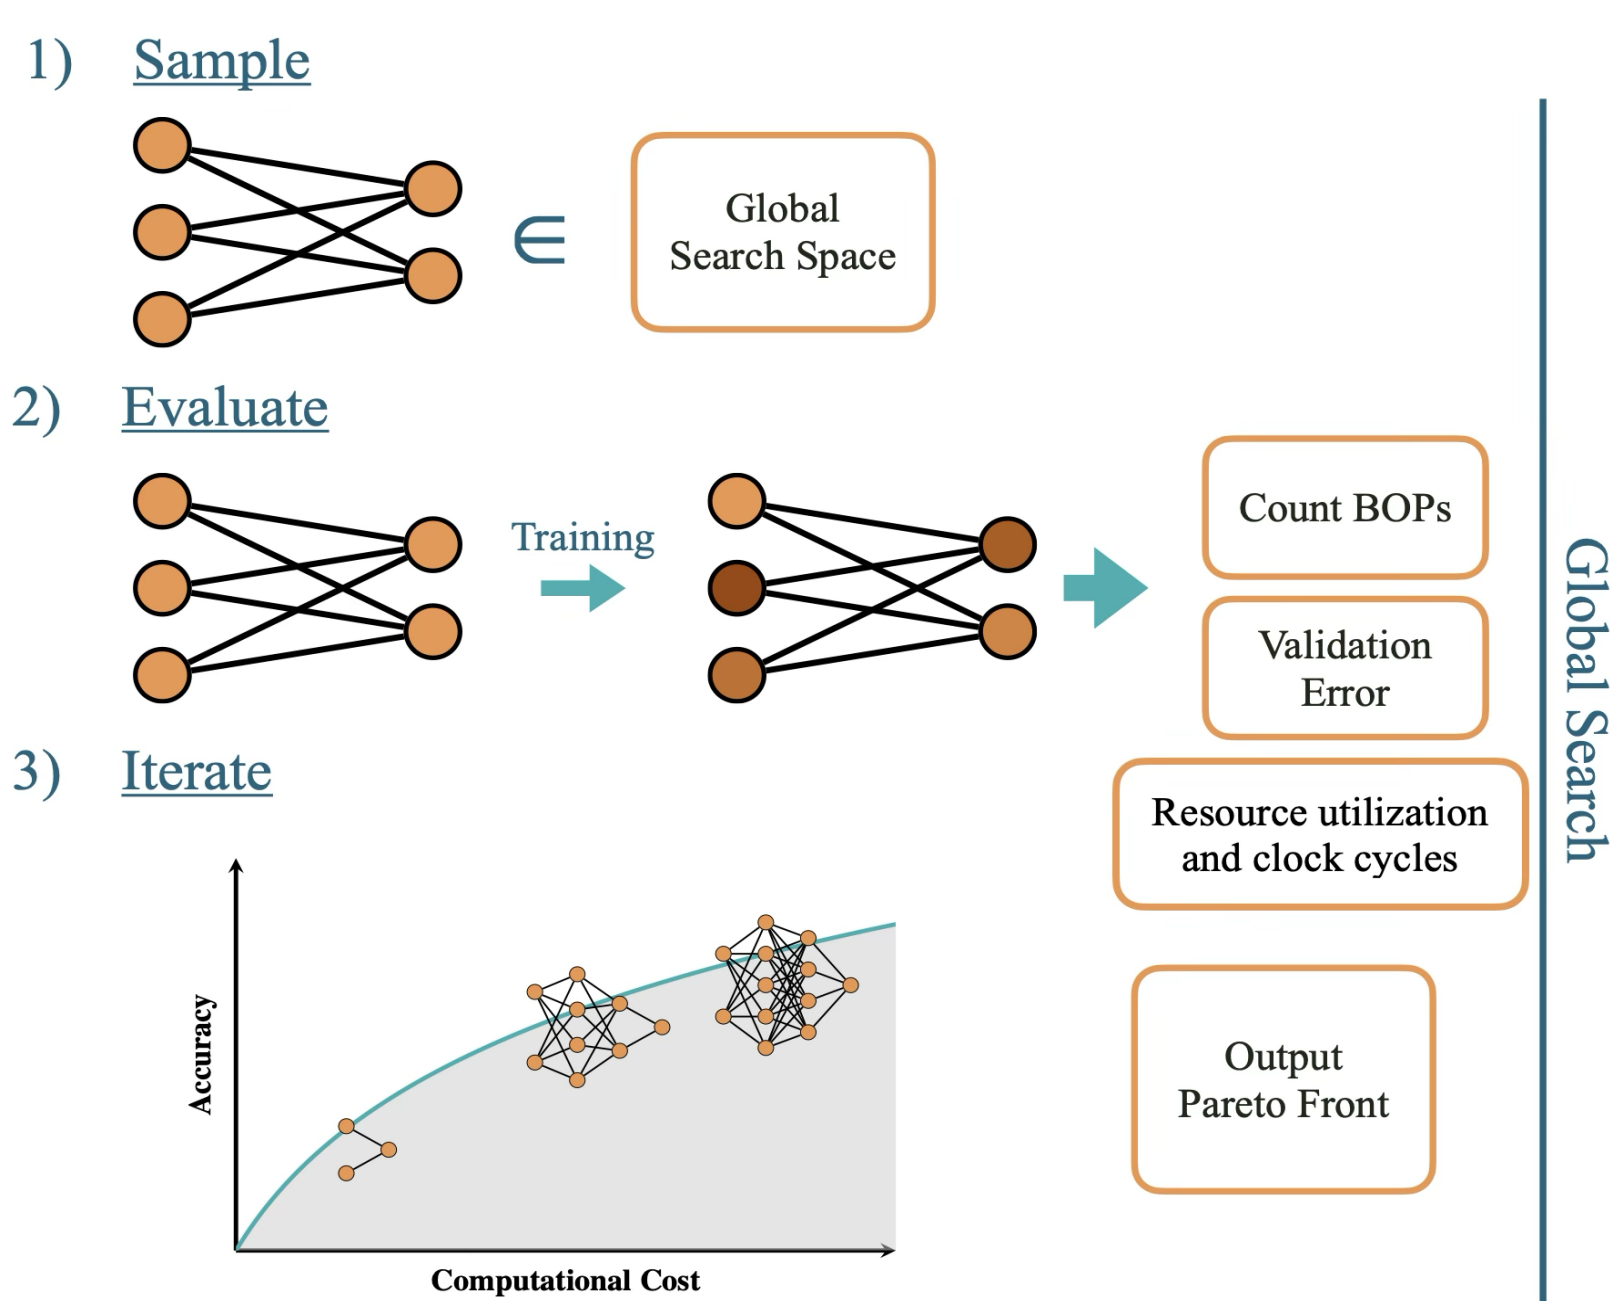 1) Sample
∈
Global
Search Space
2) Evaluate
Training
Count BOPs
Validation
Error
Resource utilization
and clock cycles
3) Iterate
Accuracy
Computational Cost
Output
Pareto Front
Global Search